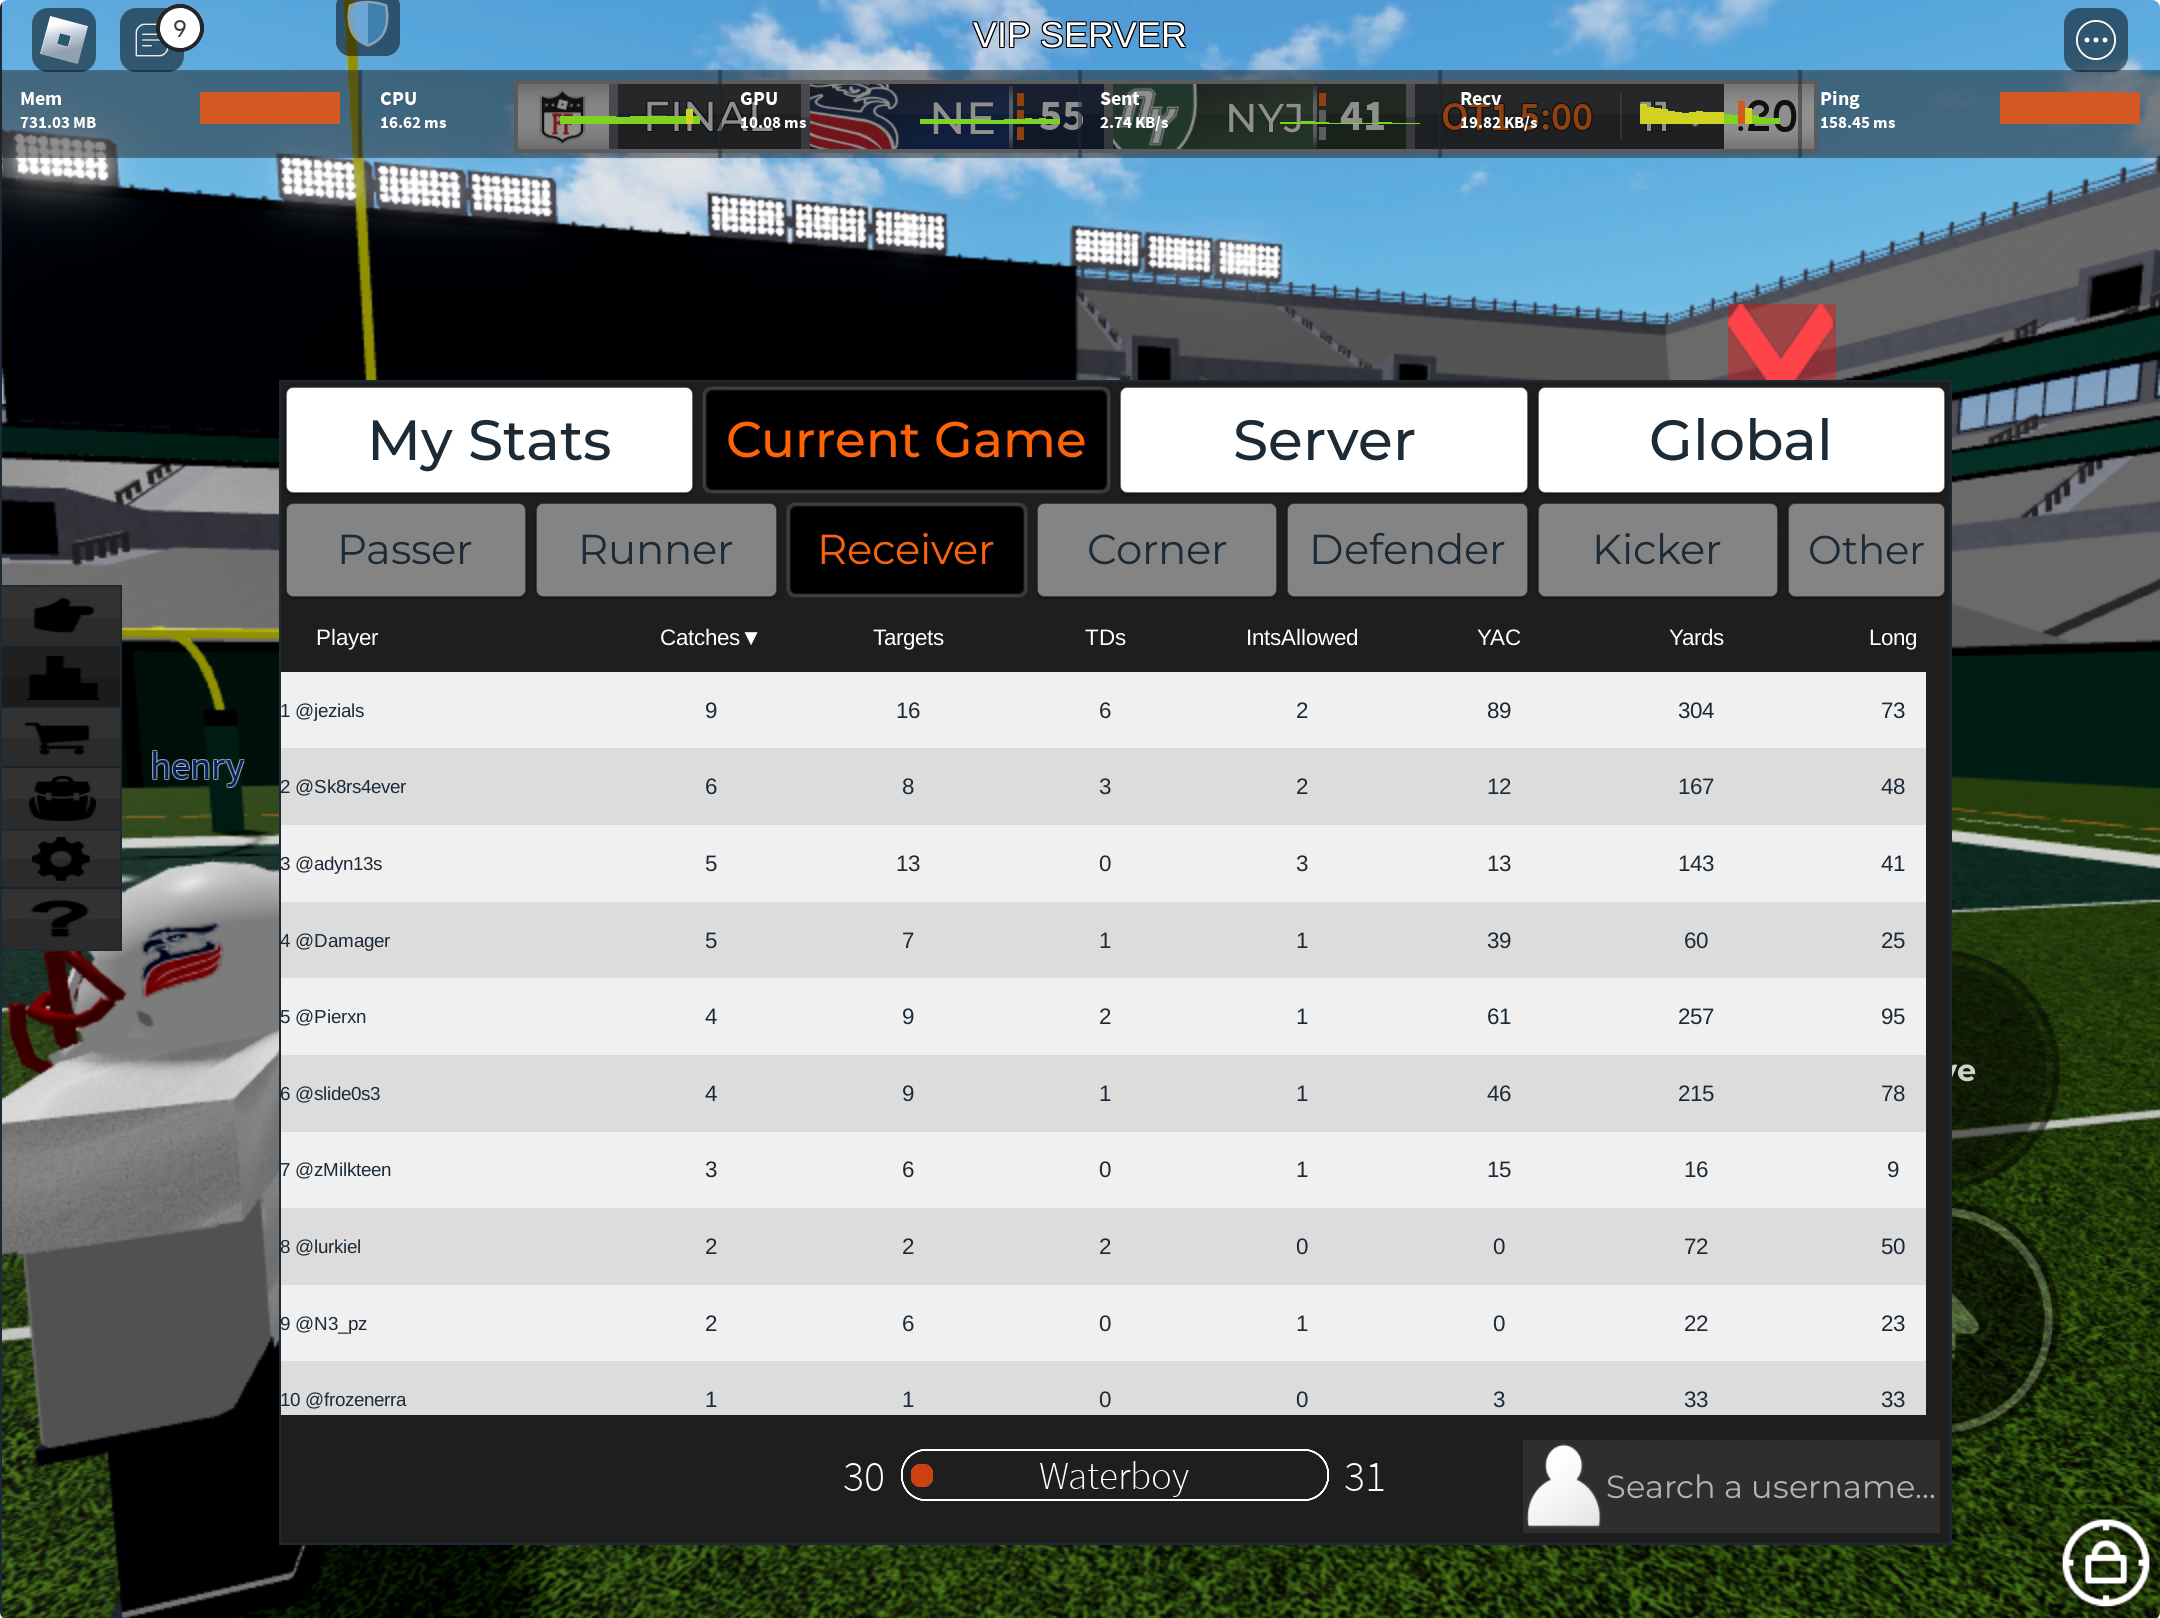 9
VIP SERVER
Mem
731.03 MB
CPU
16.62 ms
GPU
10.08 ms
Sent
2.74 KB/s
Recv
19.82 KB/s
Ping
158.45 ms
NE 55
NYJ 41
OT1 5:00
:20
My Stats Current Game Server Global
Passer Runner Receiver Corner Defender Kicker Other
Player Catches▼ Targets TDs IntsAllowed YAC Yards Long
1 @jezials 9 16 6 2 89 304 73
2 @Sk8rs4ever 6 8 3 2 12 167 48
3 @adyn13s 5 13 0 3 13 143 41
4 @Damager 5 7 1 1 39 60 25
5 @Pierxn 4 9 2 1 61 257 95
6 @slide0s3 4 9 1 1 46 215 78
7 @zMilkteen 3 6 0 1 15 16 9
8 @lurkiel 2 2 2 0 0 72 50
9 @N3_pz 2 6 0 1 0 22 23
10 @frozenerra 1 1 0 0 3 33 33
henry
30 Waterboy 31
Search a username...